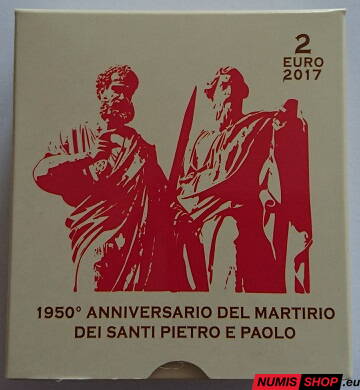 2
EURO
2017
1950° ANNIVERSARIO DEL MARTIRIO
DEI SANTI PIETRO E PAOLO
NUMIS SHOP.eu